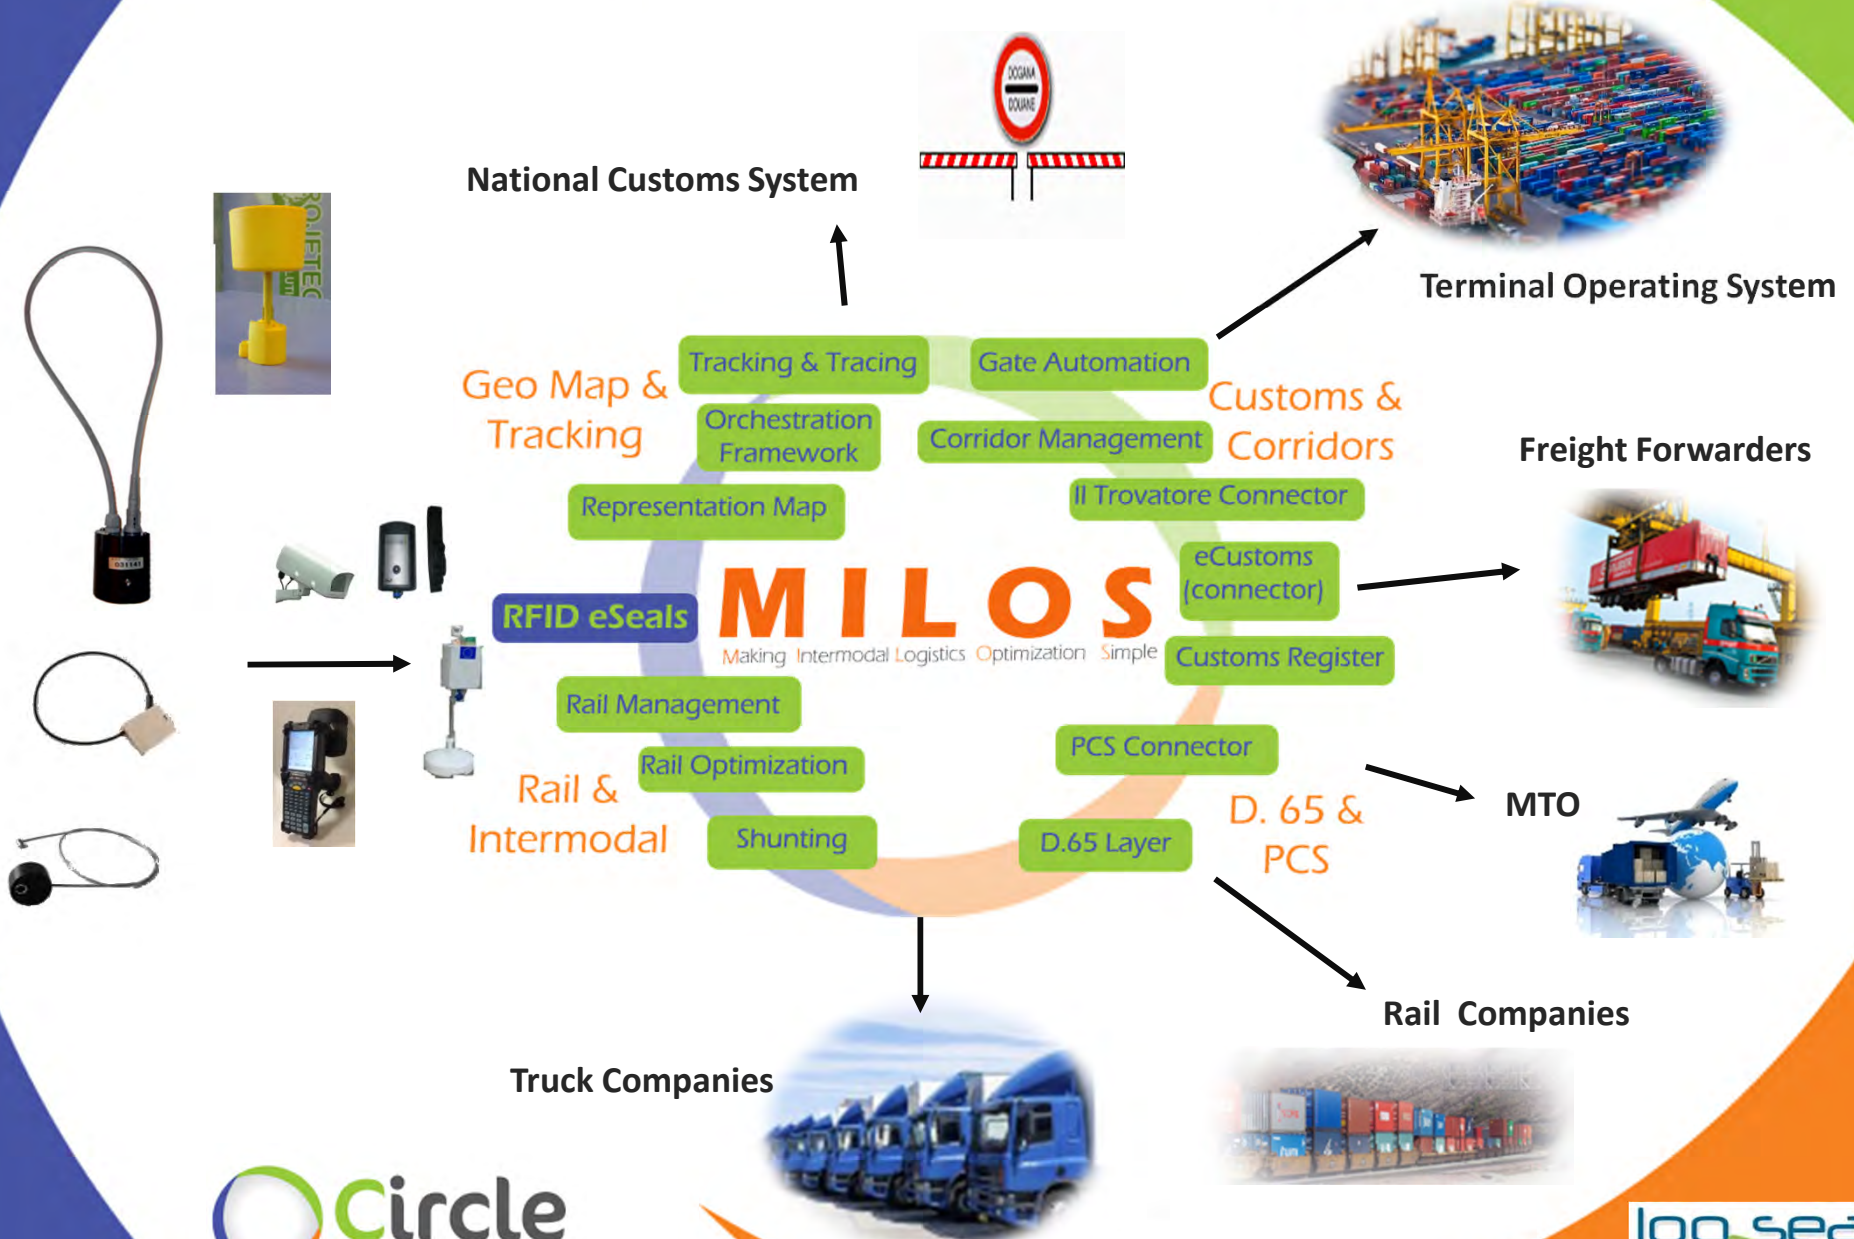 DOGANA
DOUANE
National Customs System
Terminal Operating System
Tracking & Tracing
Gate Automation
Geo Map &
Tracking
Customs &
Corridors
Orchestration
Framework
Corridor Management
Freight Forwarders
Representation Map
Il Trovatore Connector
eCustoms
(connector)
031141
RFID eSeals
MILOS
Making Intermodal Logistics Optimization Simple
Customs Register
Rail Management
PCS Connector
Rail Optimization
Rail &
Intermodal
D. 65 &
PCS
MTO
Shunting
D.65 Layer
Rail Companies
Truck Companies
Circle